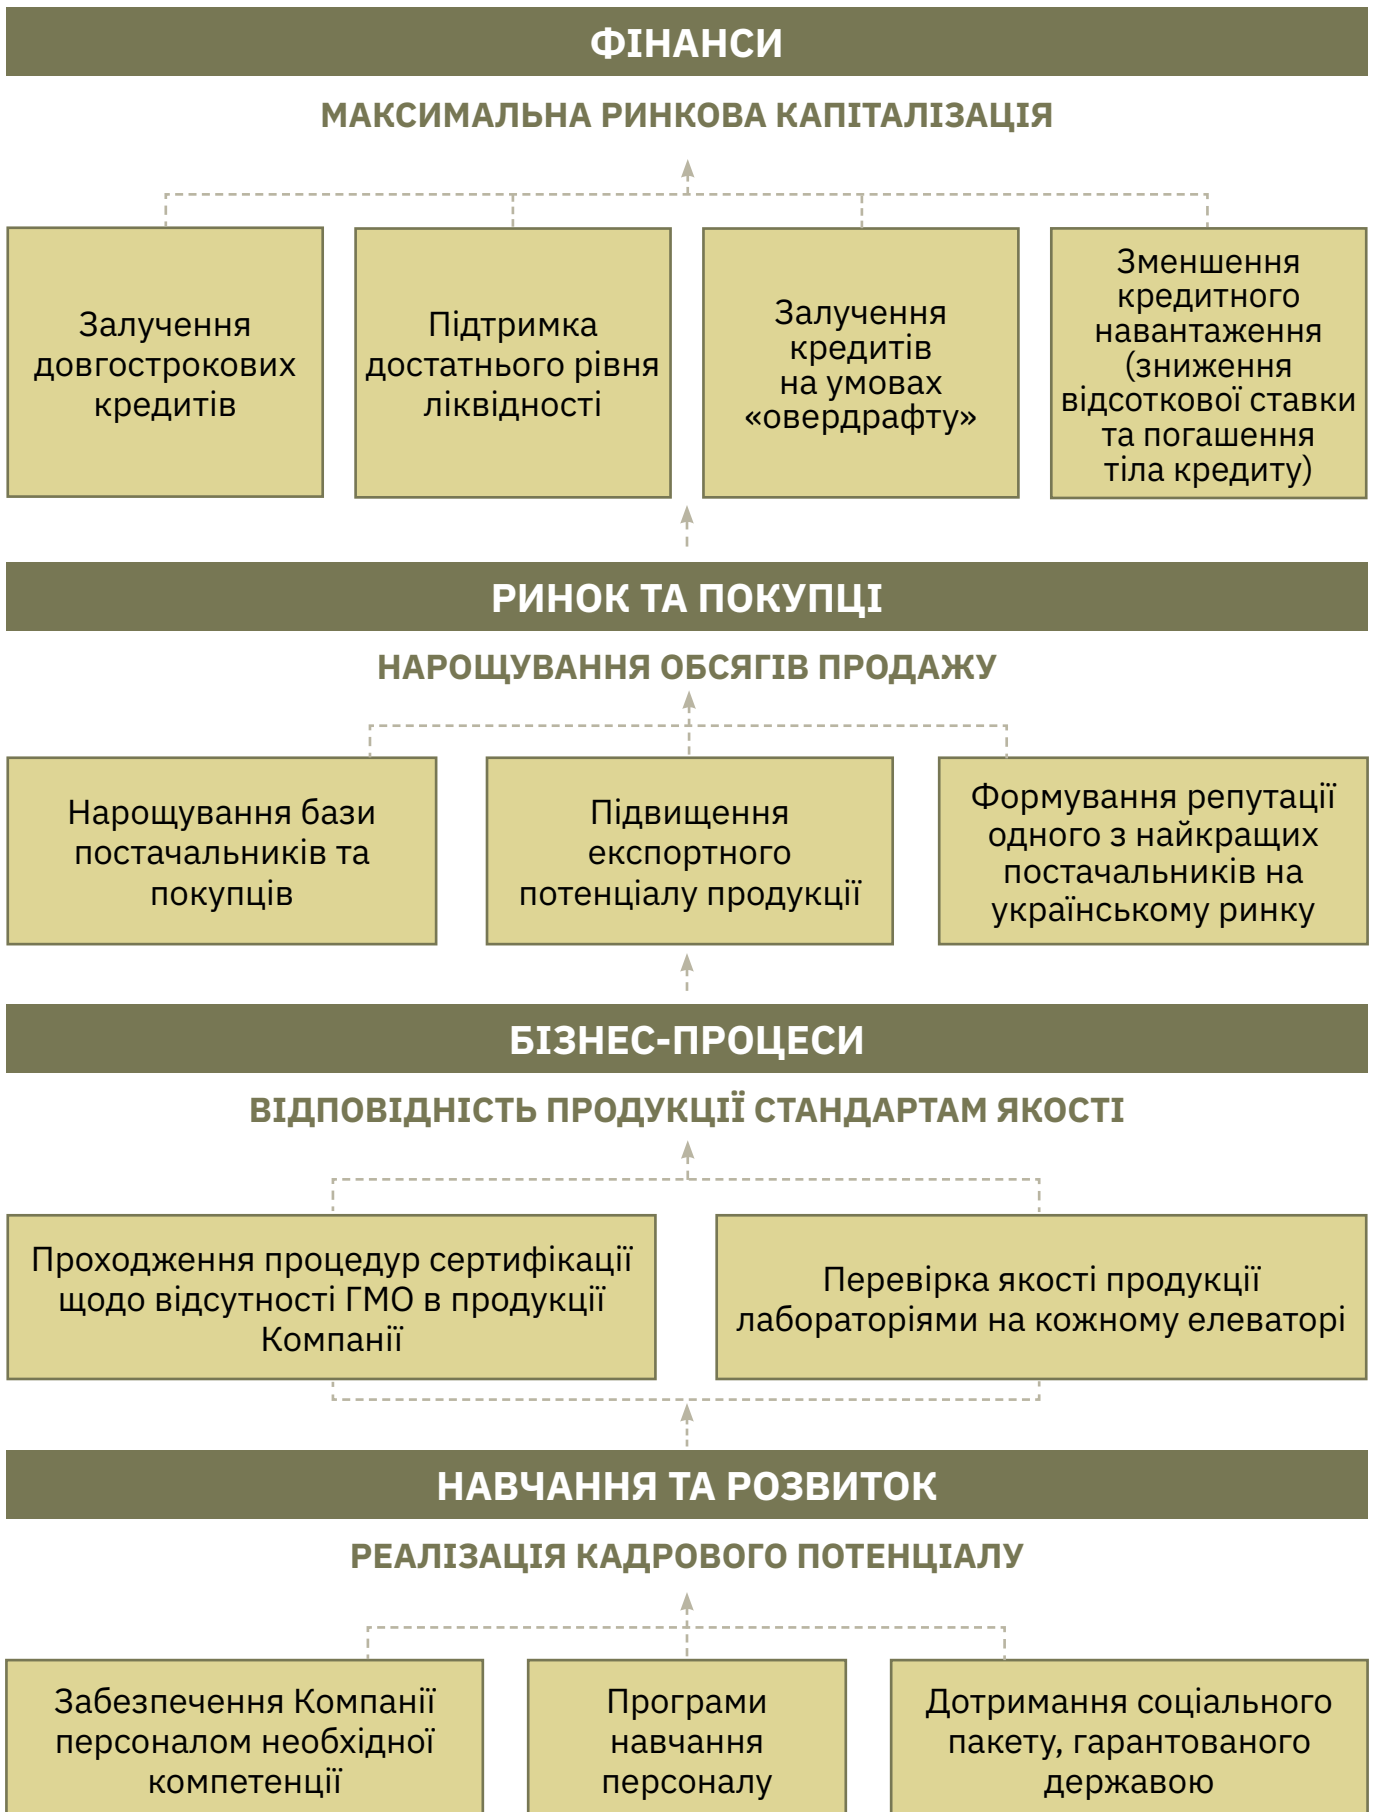 ФІНАНСИ
МАКСИМАЛЬНА РИНКОВА КАПІТАЛІЗАЦІЯ
Залучення
довгострокових
кредитів
Підтримка
достатнього рівня
ліквідності
Залучення
кредитів
на умовах
«овердрафту»
Зменшення
кредитного
навантаження
(зниження
відсоткової ставки
та погашення
тіла кредиту)
РИНОК ТА ПОКУПЦІ
НАРОЩУВАННЯ ОБСЯГІВ ПРОДАЖУ
Нарощування бази
постачальників та
покупців
Підвищення
експортного
потенціалу продукції
Формування репутації
одного з найкращих
постачальників на
українському ринку
БІЗНЕС-ПРОЦЕСИ
ВІДПОВІДНІСТЬ ПРОДУКЦІЇ СТАНДАРТАМ ЯКОСТІ
Проходження процедур сертифікації
щодо відсутності ГМО в продукції
Компанії
Перевірка якості продукції
лабораторіями на кожному елеваторі
НАВЧАННЯ ТА РОЗВИТОК
РЕАЛІЗАЦІЯ КАДРОВОГО ПОТЕНЦІАЛУ
Забезпечення Компанії
персоналом необхідної
компетенції
Програми
навчання
персоналу
Дотримання соціального
пакету, гарантованого
державою